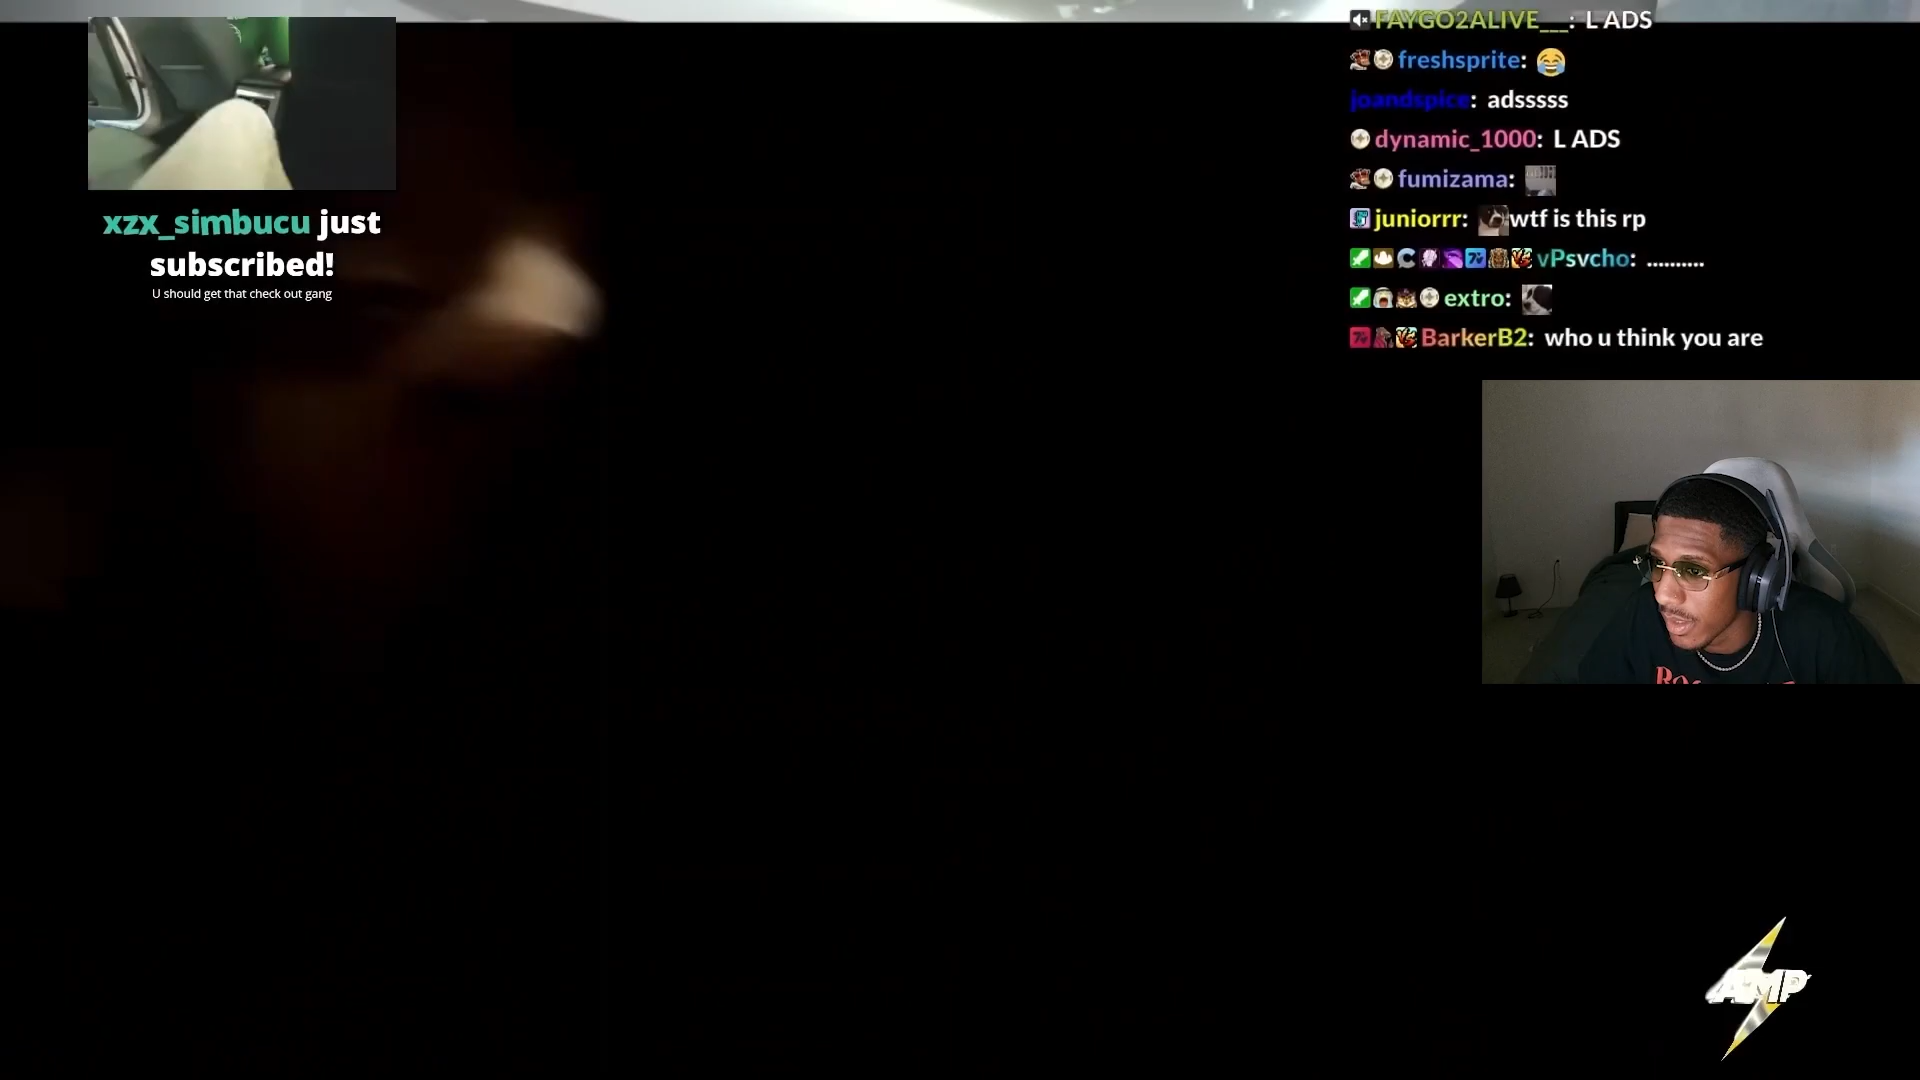 xzx_simbucu just
subscribed!
U should get that check out gang
FAYGO2ALIVE___: L ADS
freshsprite: 😂
joandspice: adsssss
dynamic_1000: L ADS
fumizama:
juniorrr: wtf is this rp
vPsvcho: ..........
extro:
BarkerB2: who u think you are
AMP